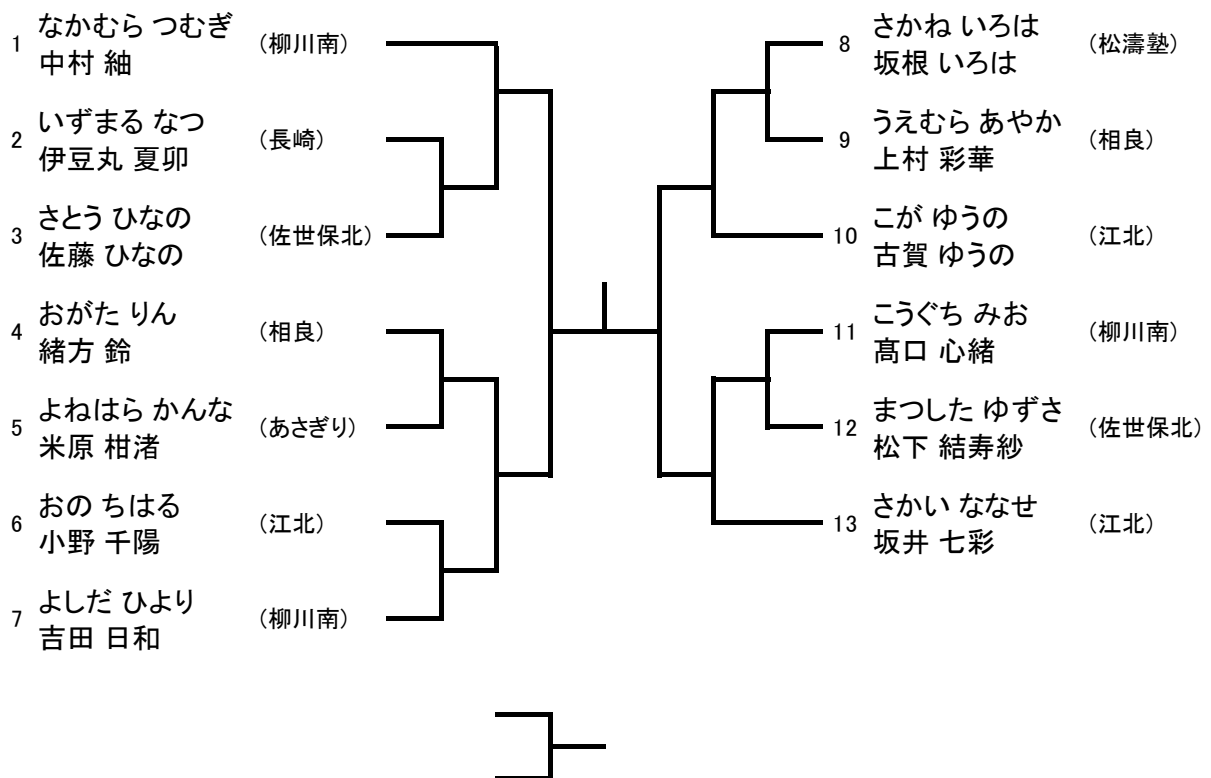 なかむら つむぎ
1 中村 紬 (柳川南)
いずまる なつ
2 伊豆丸 夏卯 (長崎)
さとう ひなの
3 佐藤 ひなの (佐世保北)
おがた りん
4 緒方 鈴 (相良)
よねはら かんな
5 米原 柑渚 (あさぎり)
おの ちはる
6 小野 千陽 (江北)
よしだ ひより
7 吉田 日和 (柳川南)
さかね いろは
8 坂根 いろは (松濤塾)
うえむら あやか
9 上村 彩華 (相良)
こが ゆうの
10 古賀 ゆうの (江北)
こうぐち みお
11 髙口 心緒 (柳川南)
まつした ゆずさ
12 松下 結寿紗 (佐世保北)
さかい ななせ
13 坂井 七彩 (江北)